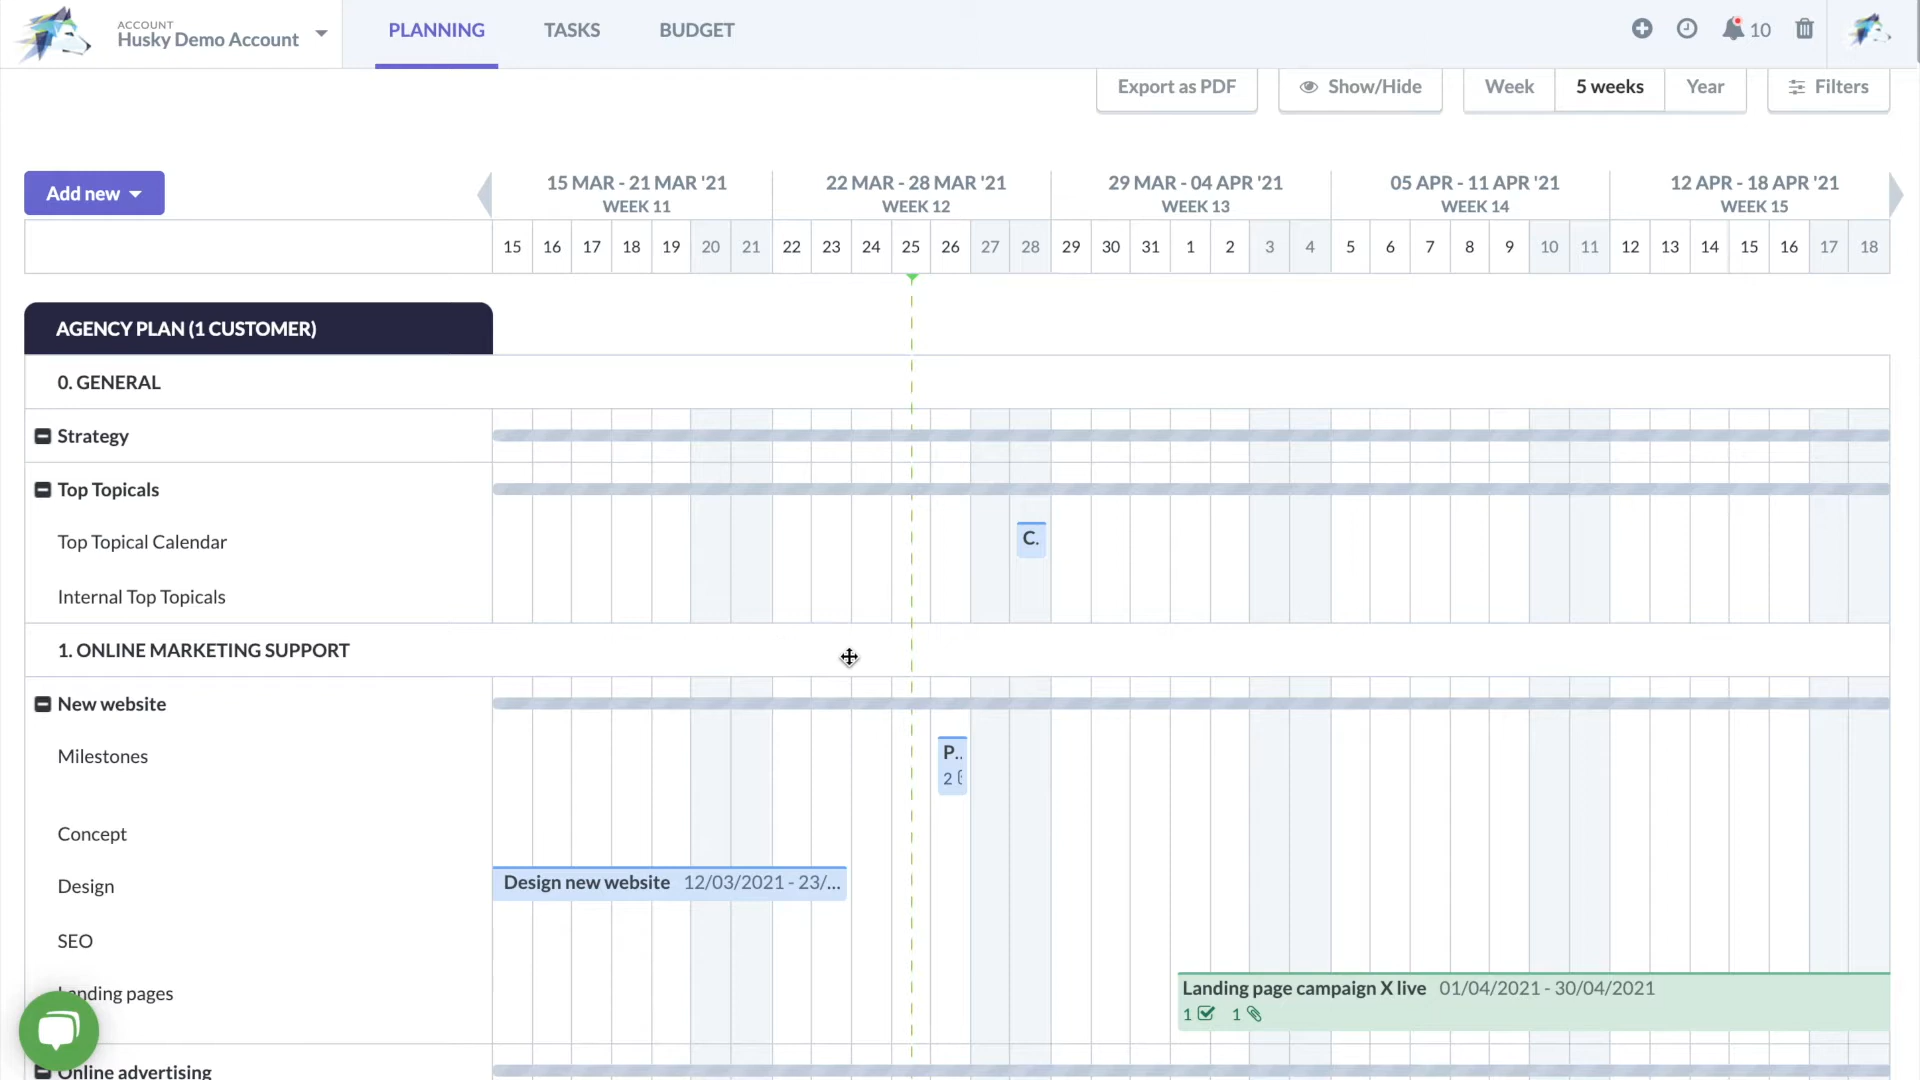 ACCOUNT
Husky Demo Account
PLANNING
TASKS
BUDGET
10
Export as PDF
Show/Hide
Week
5 weeks
Year
Filters
Add new
15 MAR - 21 MAR '21
WEEK 11
22 MAR - 28 MAR '21
WEEK 12
29 MAR - 04 APR '21
WEEK 13
05 APR - 11 APR '21
WEEK 14
12 APR - 18 APR '21
WEEK 15
15 16 17 18 19 20 21 22 23 24 25 26 27 28 29 30 31 1 2 3 4 5 6 7 8 9 10 11 12 13 14 15 16 17 18
AGENCY PLAN (1 CUSTOMER)
0. GENERAL
Strategy
Top Topicals
Top Topical Calendar
C.
Internal Top Topicals
1. ONLINE MARKETING SUPPORT
New website
Milestones
P..
2
Concept
Design
Design new website 12/03/2021 - 23/...
SEO
Landing pages
Landing page campaign X live 01/04/2021 - 30/04/2021
1 1
Online advertising